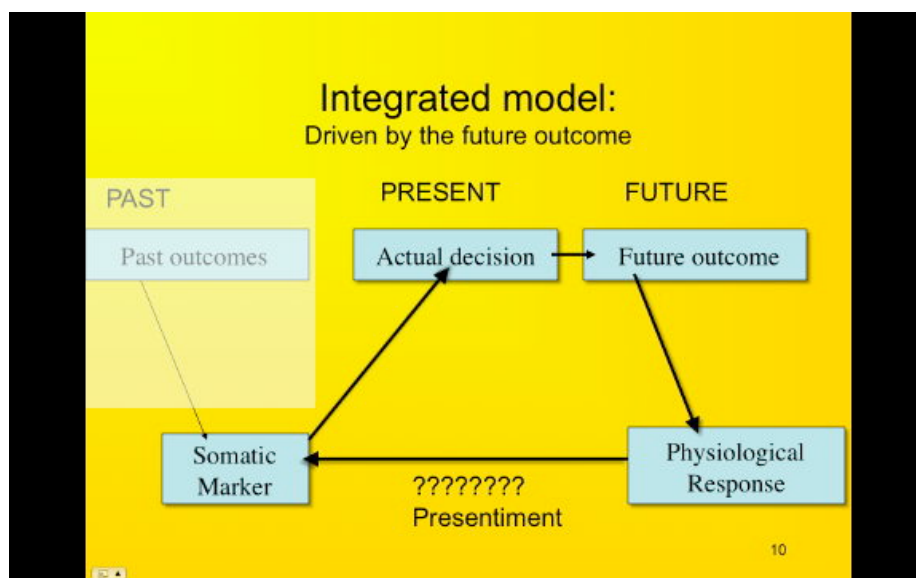 Integrated model:
Driven by the future outcome
PAST
PRESENT
FUTURE
Past outcomes
Actual decision
Future outcome
Somatic
Marker
Physiological
Response
????????
Presentiment
10